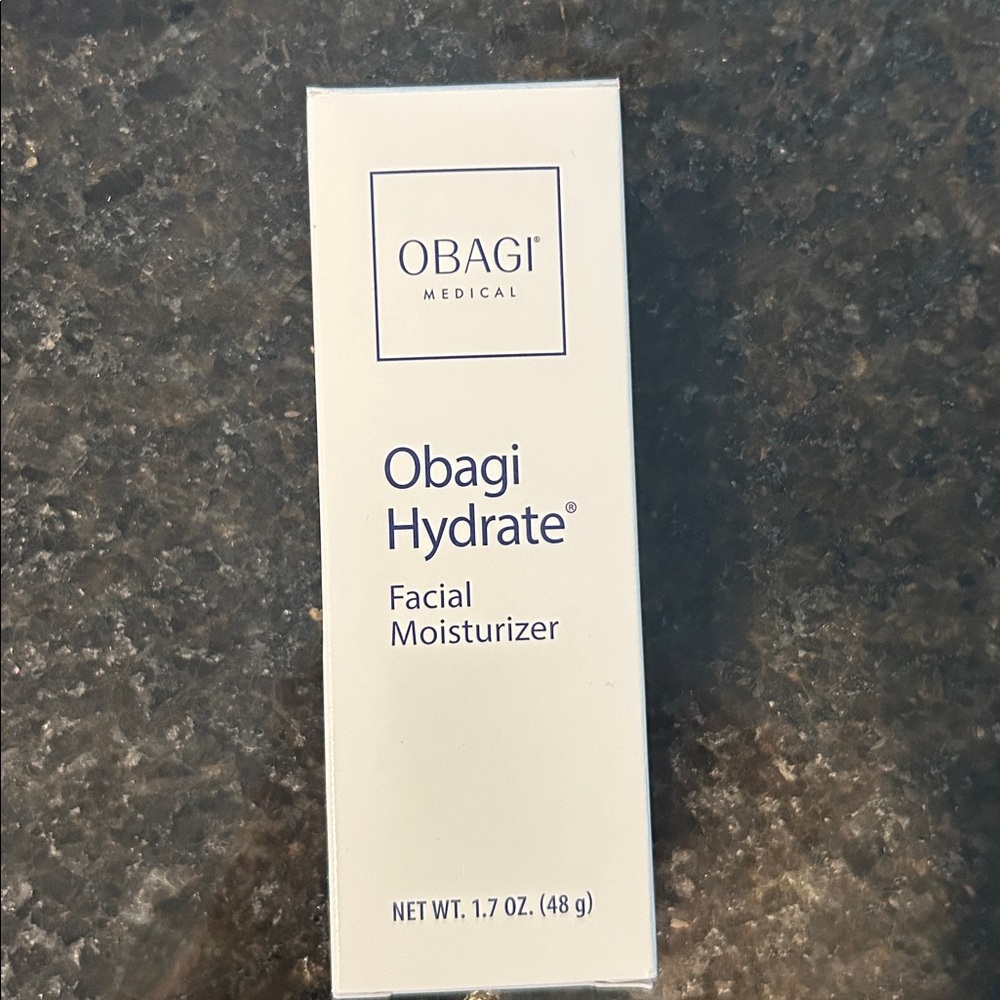 OBAGI®
MEDICAL
Obagi
Hydrate®
Facial
Moisturizer
NET WT. 1.7 OZ. (48 g)